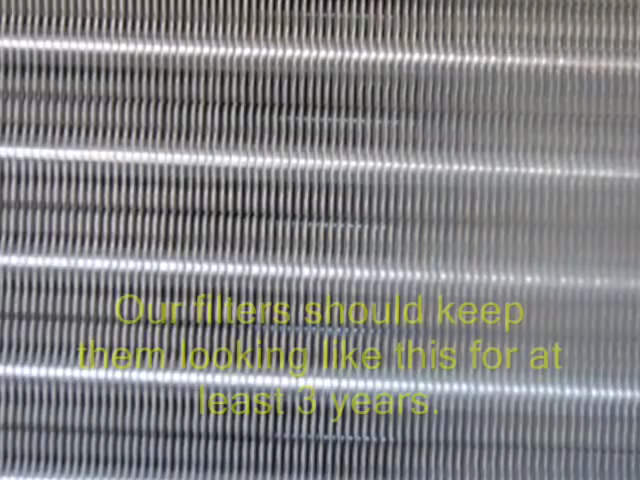 Our filters should keep
them looking like this for at
least 3 years.